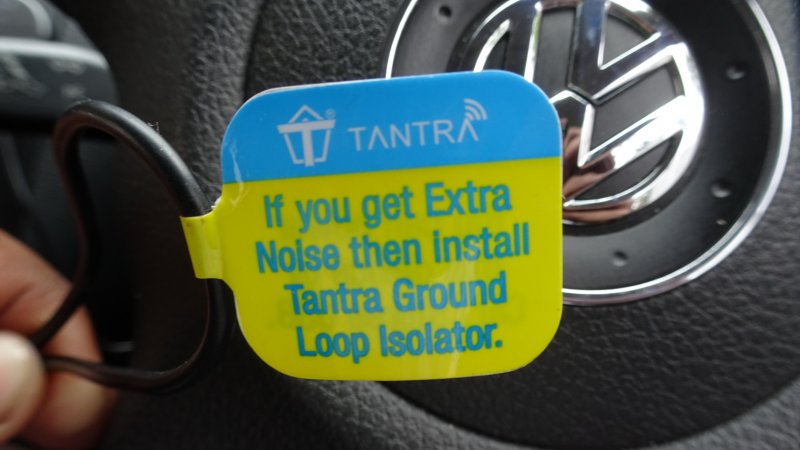 TANTRA
If you get Extra
Noise then install
Tantra Ground
Loop Isolator.